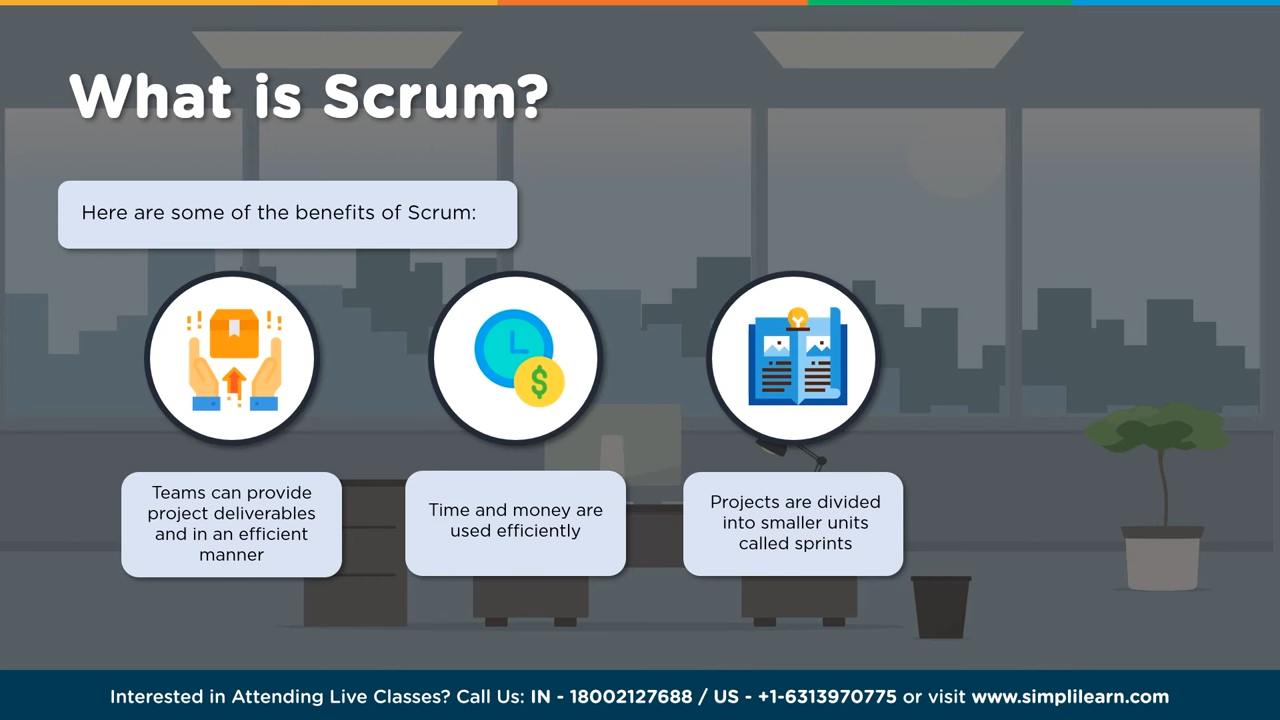 What is Scrum?
Here are some of the benefits of Scrum:
Teams can provide
project deliverables
and in an efficient
manner
Time and money are
used efficiently
Projects are divided
into smaller units
called sprints
Interested in Attending Live Classes? Call Us: IN - 18002127688 / US - +1-6313970775 or visit www.simplilearn.com